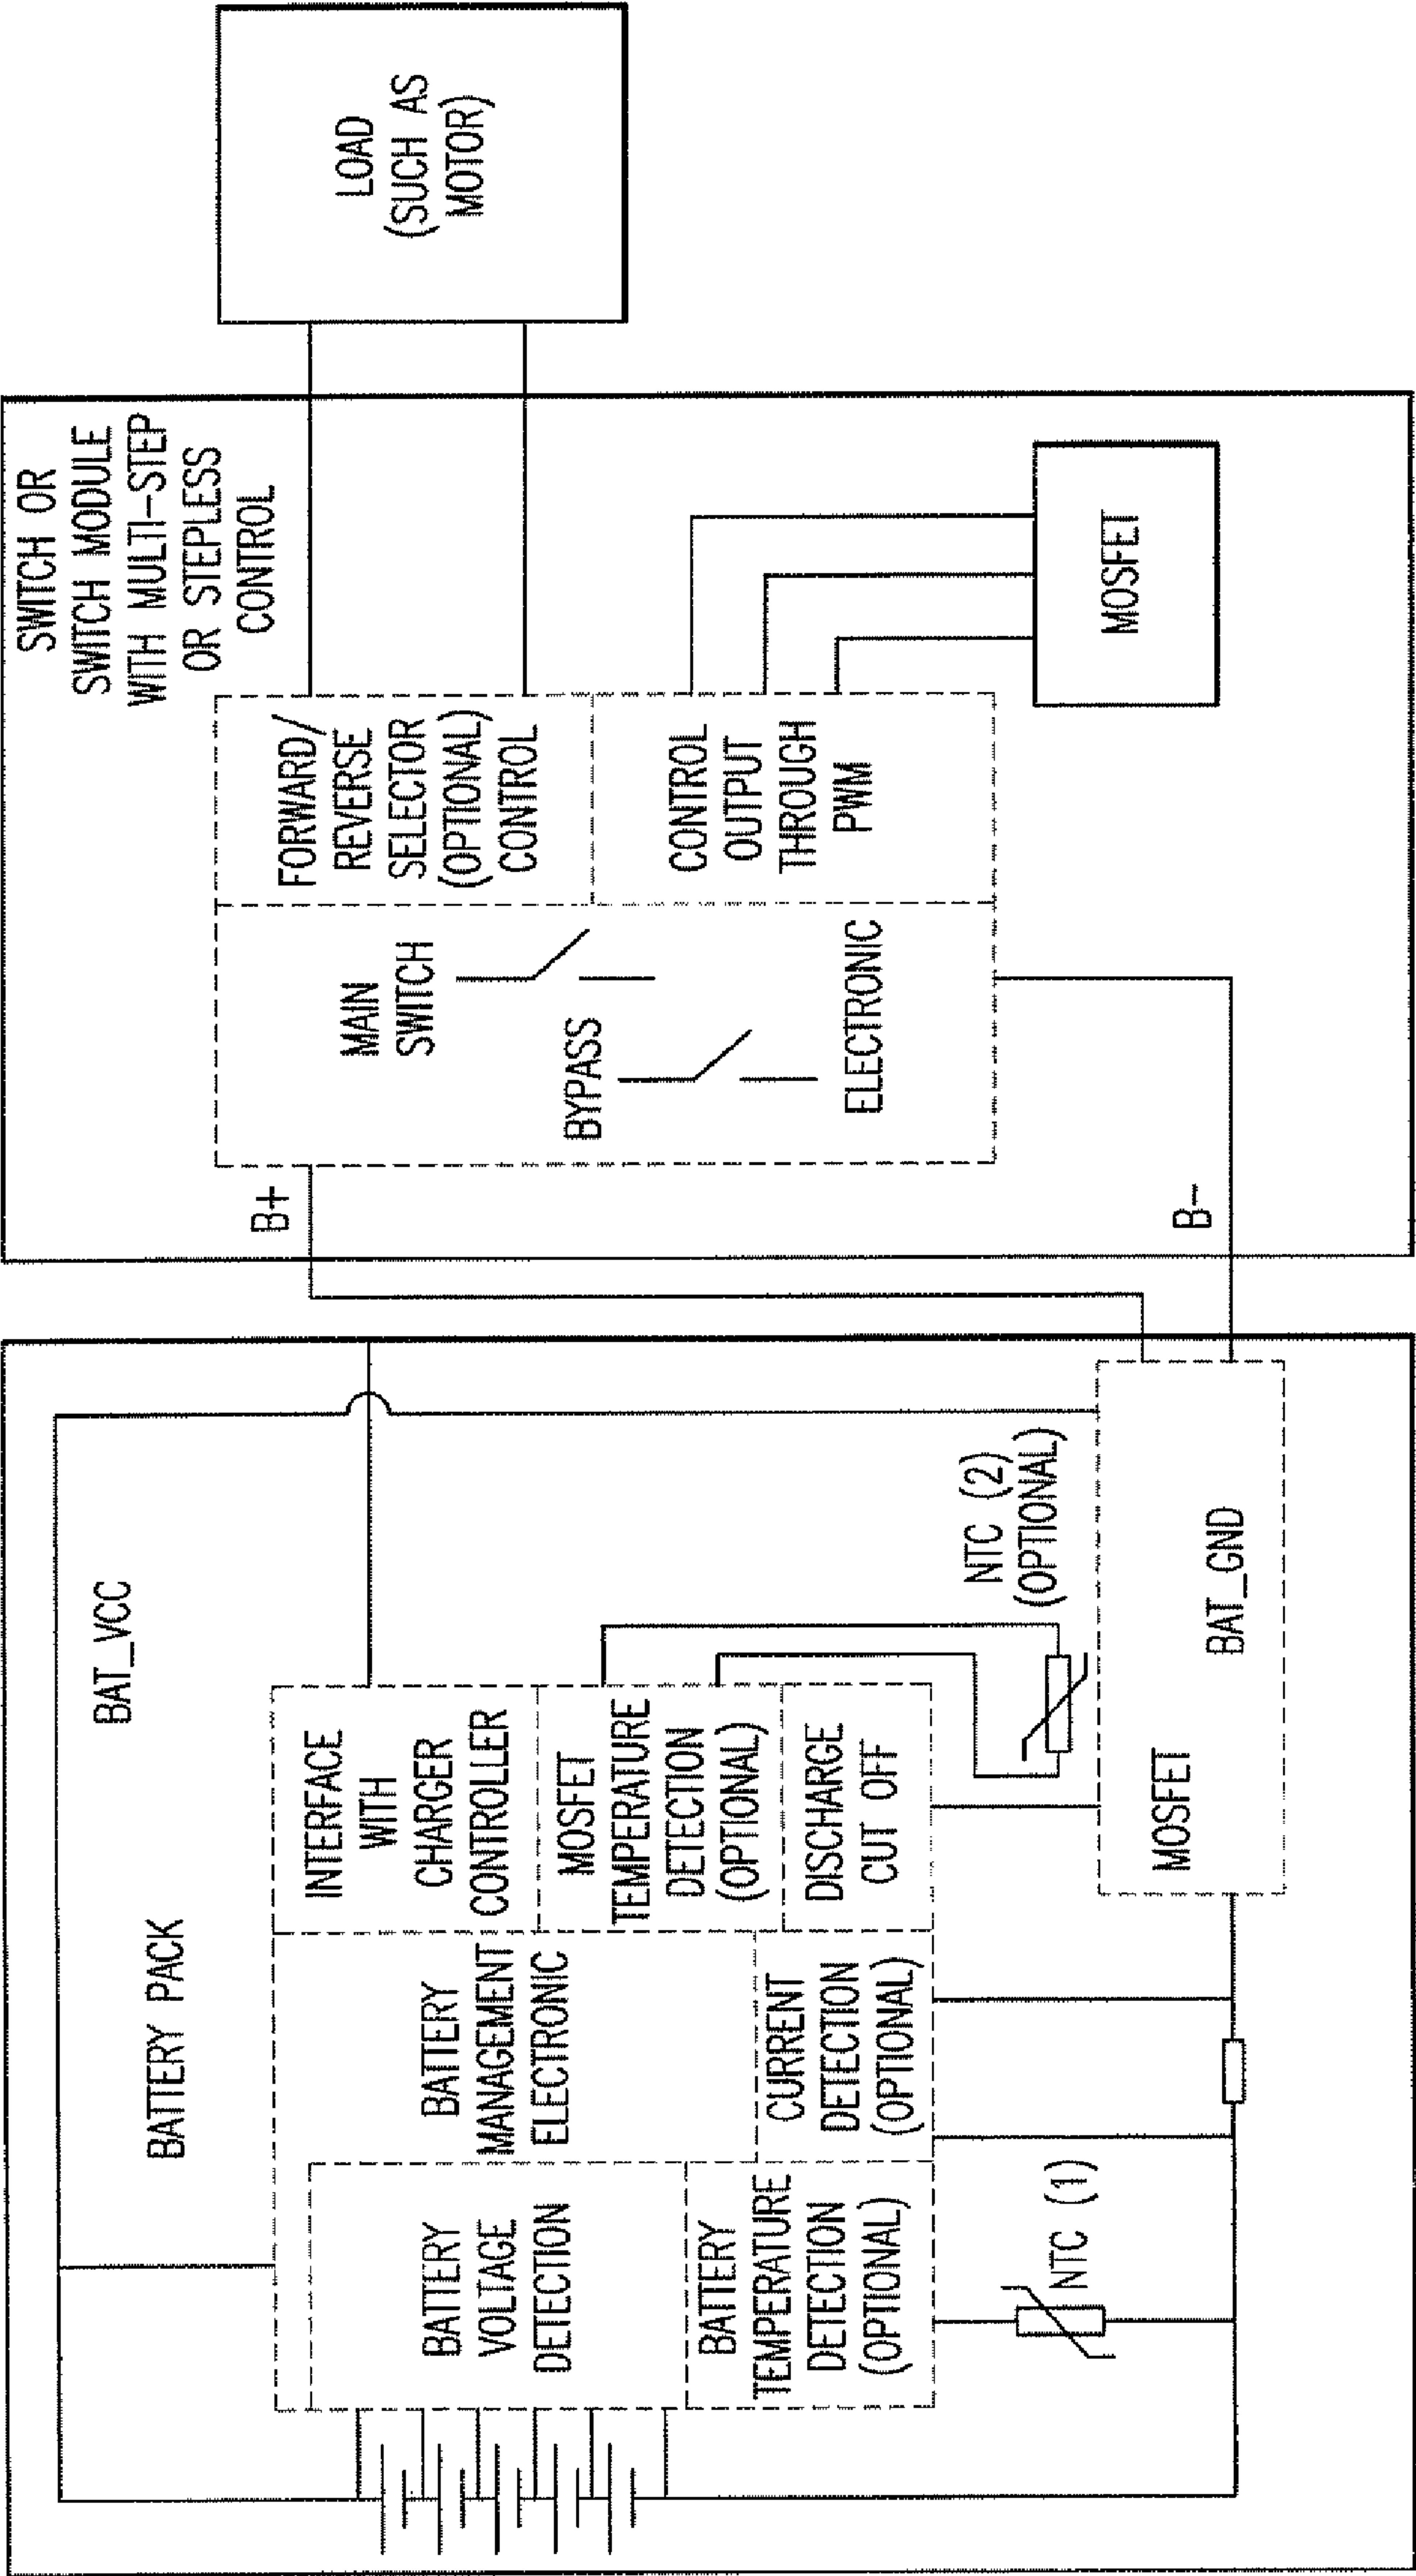 BATTERY PACK
BAT_VCC
BATTERY
VOLTAGE
DETECTION
BATTERY
TEMPERATURE
DETECTION
(OPTIONAL)
BATTERY
MANAGEMENT
ELECTRONIC
CURRENT
DETECTION
(OPTIONAL)
INTERFACE
WITH
CHARGER
CONTROLLER
MOSFET
TEMPERATURE
DETECTION
(OPTIONAL)
DISCHARGE
CUT OFF
NTC (1)
NTC (2)
(OPTIONAL)
MOSFET
BAT_GND
B+
B-
SWITCH OR
SWITCH MODULE
WITH MULTI-STEP
OR STEPLESS
CONTROL
MAIN
SWITCH
BYPASS
ELECTRONIC
FORWARD/
REVERSE
SELECTOR
(OPTIONAL)
CONTROL
CONTROL
OUTPUT
THROUGH
PWM
MOSFET
LOAD
(SUCH AS
MOTOR)